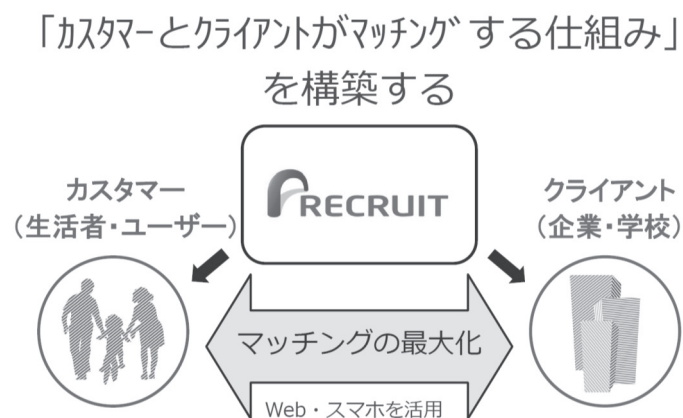 「ｶｽﾀﾏｰとｸﾗｲｱﾝﾄがﾏｯﾁﾝｸﾞする仕組み」
を構築する
RECRUIT
カスタマー
（生活者・ユーザー）
クライアント
（企業・学校）
マッチングの最大化
Web・スマホを活用